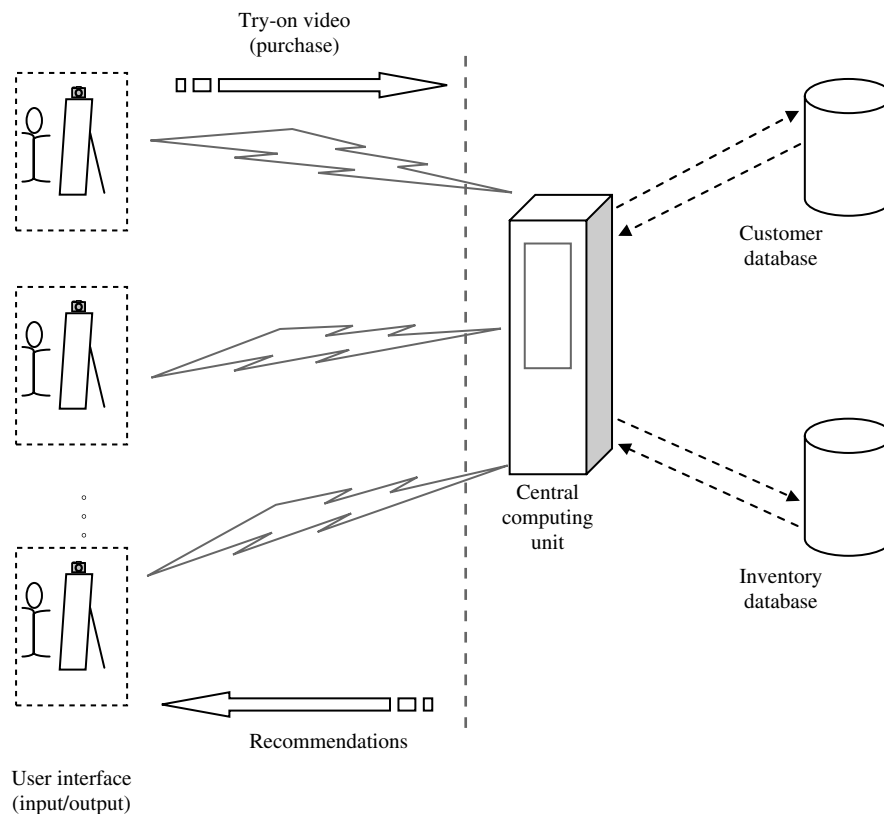 Try-on video
(purchase)
Customer
database
Central
computing
unit
Inventory
database
Recommendations
User interface
(input/output)